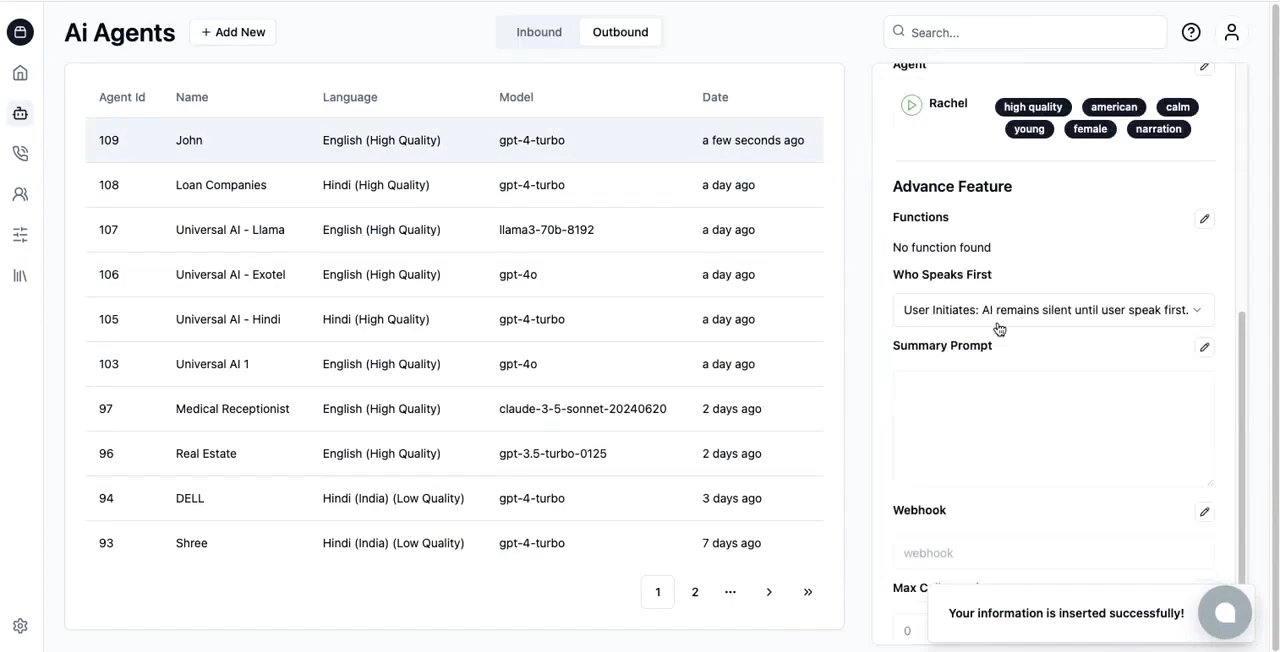 Ai Agents
+ Add New
Inbound
Outbound
Search...
Agent Id Name Language Model Date
109 John English (High Quality) gpt-4-turbo a few seconds ago
108 Loan Companies Hindi (High Quality) gpt-4-turbo a day ago
107 Universal AI - Llama English (High Quality) llama3-70b-8192 a day ago
106 Universal AI - Exotel English (High Quality) gpt-4o a day ago
105 Universal AI - Hindi Hindi (High Quality) gpt-4-turbo a day ago
103 Universal AI 1 English (High Quality) gpt-4o a day ago
97 Medical Receptionist English (High Quality) claude-3-5-sonnet-20240620 2 days ago
96 Real Estate English (High Quality) gpt-3.5-turbo-0125 2 days ago
94 DELL Hindi (India) (Low Quality) gpt-4-turbo 3 days ago
93 Shree Hindi (India) (Low Quality) gpt-4-turbo 7 days ago
1 2 ... > »
Agent
Rachel
high quality american calm
young female narration
Advance Feature
Functions
No function found
Who Speaks First
User Initiates: AI remains silent until user speak first.
Summary Prompt
Webhook
webhook
Max
0
Your information is inserted successfully!